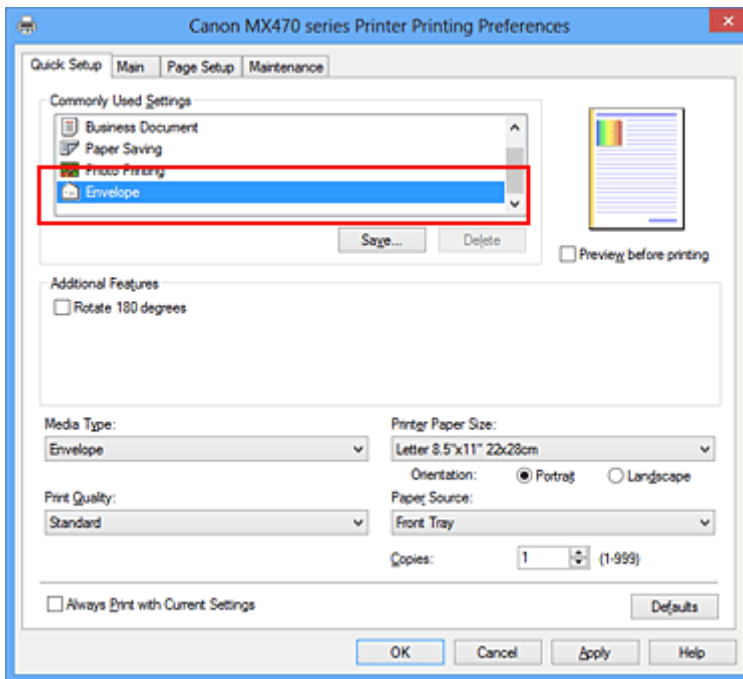 Canon MX470 series Printer Printing Preferences
Quick Setup Main Page Setup Maintenance
Commonly Used Settings
Business Document
Paper Saving
Photo Printing
Envelope
Save... Delete
Preview before printing
Additional Features
Rotate 180 degrees
Media Type:
Envelope
Printer Paper Size:
Letter 8.5"x11" 22x28cm
Orientation: Portrait Landscape
Print Quality:
Standard
Paper Source:
Front Tray
Copies: 1 (1-999)
Always Print with Current Settings
Defaults
OK Cancel Apply Help